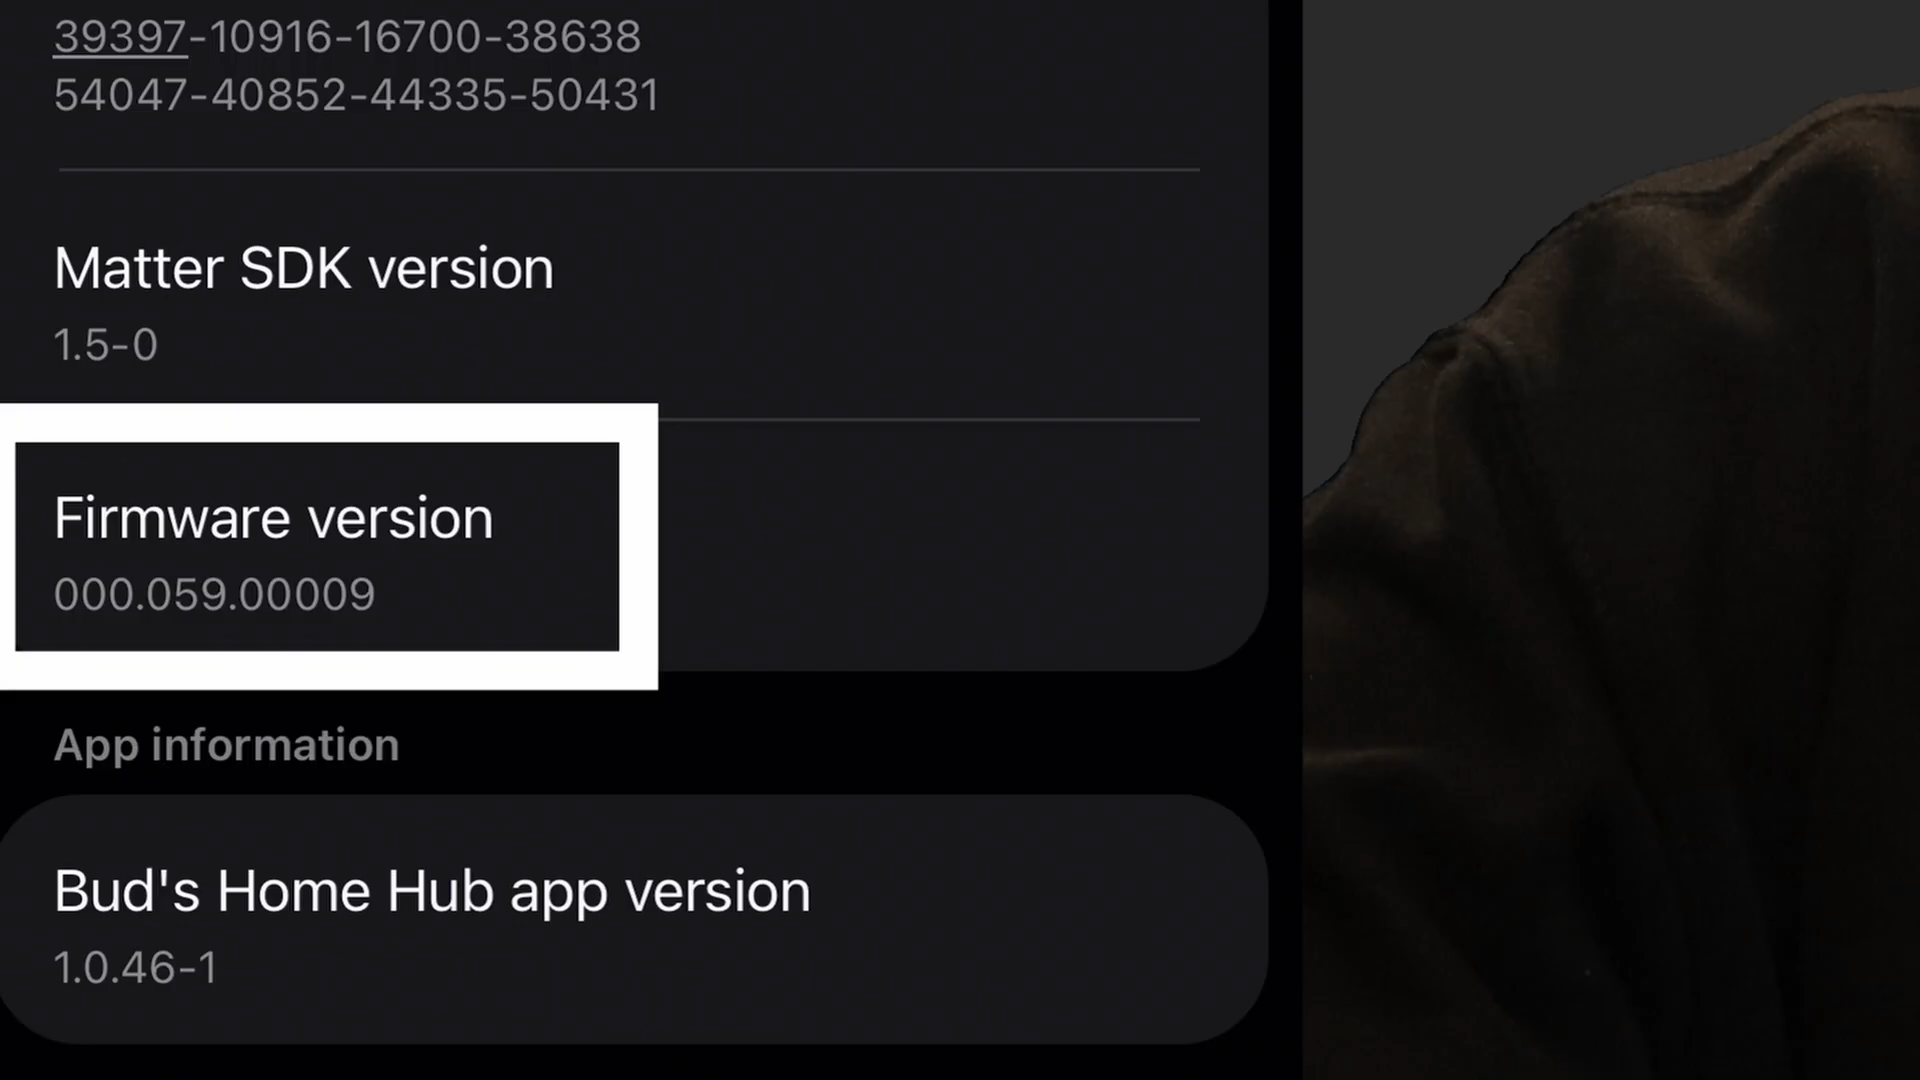 39397-10916-16700-38638
54047-40852-44335-50431
Matter SDK version
1.5-0
Firmware version
000.059.00009
App information
Bud's Home Hub app version
1.0.46-1